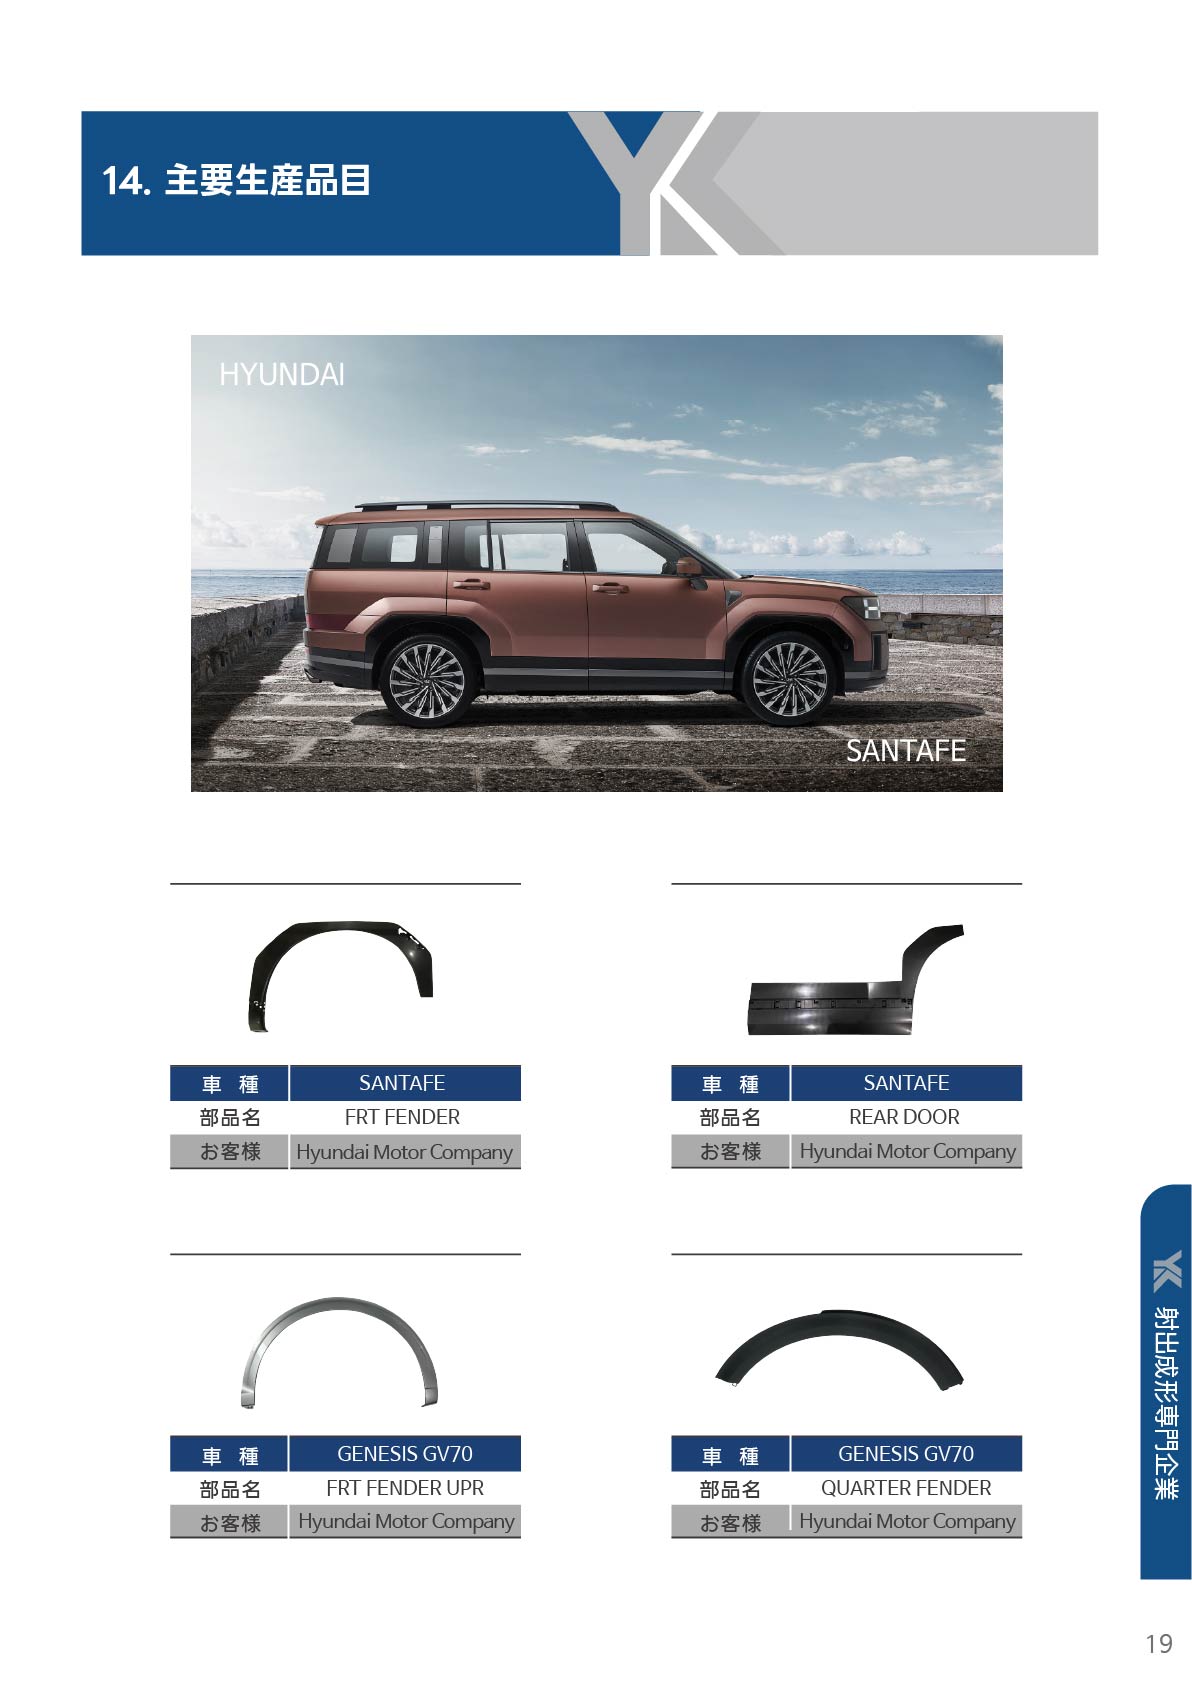 14. 主要生産品目
HYUNDAI
SANTAFE
車 種 SANTAFE
部品名 FRT FENDER
お客様 Hyundai Motor Company
車 種 SANTAFE
部品名 REAR DOOR
お客様 Hyundai Motor Company
車 種 GENESIS GV70
部品名 FRT FENDER UPR
お客様 Hyundai Motor Company
車 種 GENESIS GV70
部品名 QUARTER FENDER
お客様 Hyundai Motor Company
YK 射出成形専門企業
19